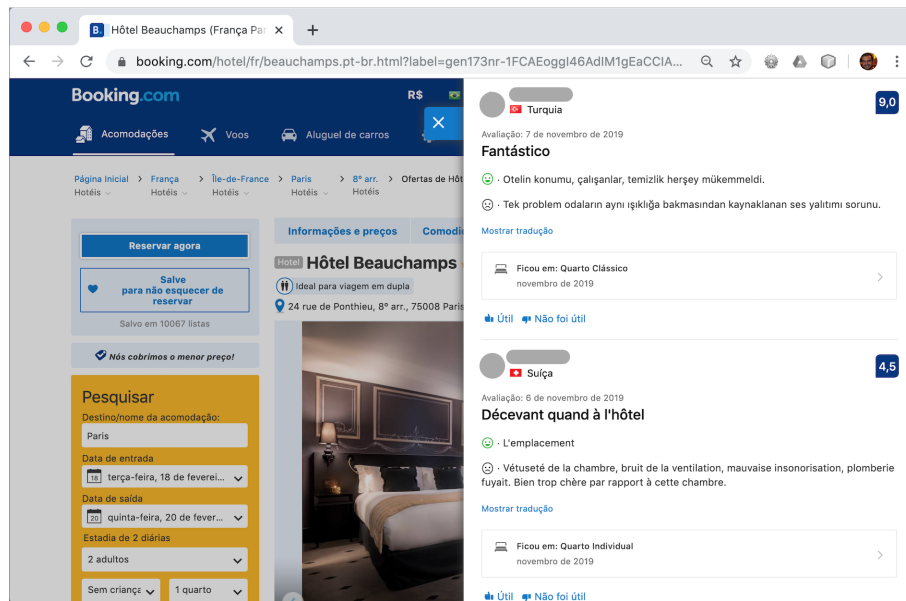 B. Hôtel Beauchamps (França Par
booking.com/hotel/fr/beauchamps.pt-br.html?label=gen173nr-1FCAEoggI46AdIM1gEaCCIA...
Booking.com
R$
Acomodações
Voos
Aluguel de carros
Página Inicial > França > Île-de-France > Paris > 8º arr. > Ofertas de Hôt
Hotéis Hotéis Hotéis Hotéis Hotéis
Reservar agora
Salve
para não esquecer de
reservar
Salvo em 10067 listas
Nós cobrimos o menor preço!
Pesquisar
Destino/nome da acomodação:
Paris
Data de entrada
18 terça-feira, 18 de feverei...
Data de saída
20 quinta-feira, 20 de fever...
Estadia de 2 diárias
2 adultos
Sem criança
1 quarto
Informações e preços
Comodi
Hotel Hôtel Beauchamps
Ideal para viagem em dupla
24 rue de Ponthieu, 8º arr., 75008 Paris
Turquia
9,0
Avaliação: 7 de novembro de 2019
Fantástico
· Otelin konumu, çalışanlar, temizlik herşey mükemmeldi.
· Tek problem odaların aynı ışıklığa bakmasından kaynaklanan ses yalıtımı sorunu.
Mostrar tradução
Ficou em: Quarto Clássico
novembro de 2019
Útil Não foi útil
Suíça
4,5
Avaliação: 6 de novembro de 2019
Décevant quand à l'hôtel
· L'emplacement
· Vétuseté de la chambre, bruit de la ventilation, mauvaise insonorisation, plomberie
fuyait. Bien trop chère par rapport à cette chambre.
Mostrar tradução
Ficou em: Quarto Individual
novembro de 2019
Útil Não foi útil